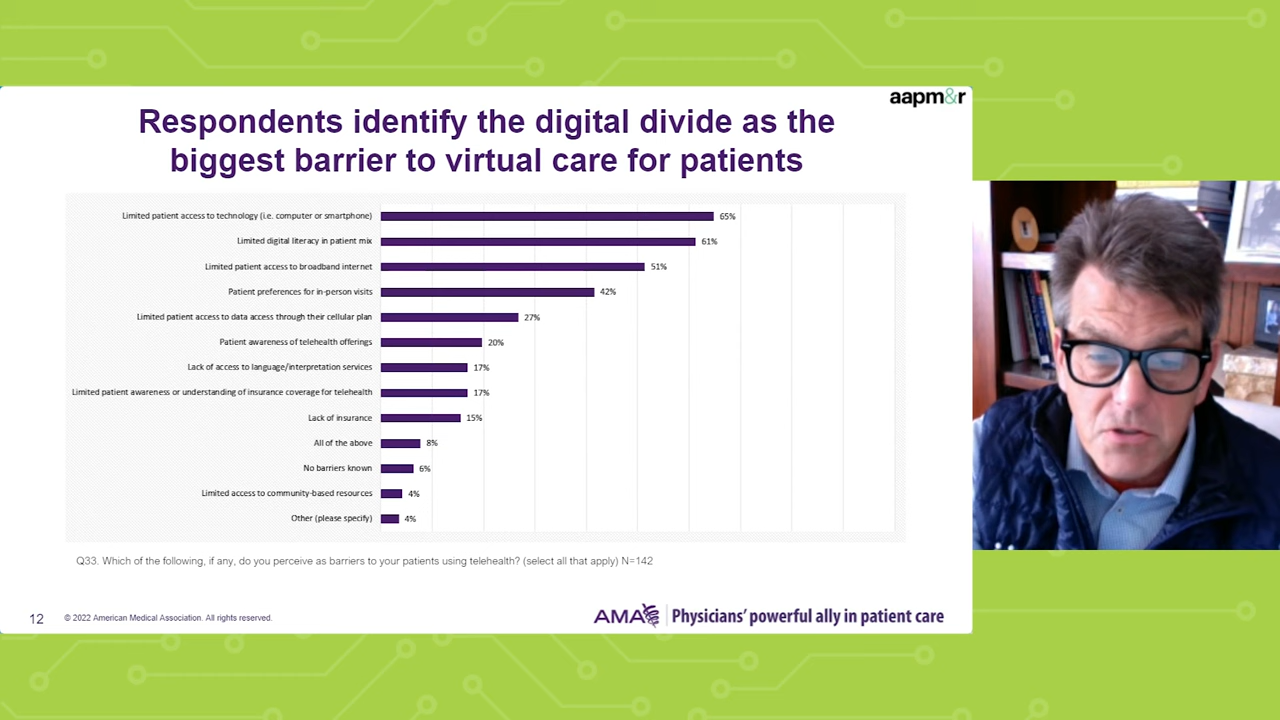 aapm&r
Respondents identify the digital divide as the
biggest barrier to virtual care for patients
Limited patient access to technology (i.e. computer or smartphone) 65%
Limited digital literacy in patient mix 61%
Limited patient access to broadband internet 51%
Patient preferences for in-person visits 42%
Limited patient access to data access through their cellular plan 27%
Patient awareness of telehealth offerings 20%
Lack of access to language/interpretation services 17%
Limited patient awareness or understanding of insurance coverage for telehealth 17%
Lack of insurance 15%
All of the above 8%
No barriers known 6%
Limited access to community-based resources 4%
Other (please specify) 4%
Q33. Which of the following, if any, do you perceive as barriers to your patients using telehealth? (select all that apply) N=142
12 © 2022 American Medical Association. All rights reserved. AMA Physicians' powerful ally in patient care